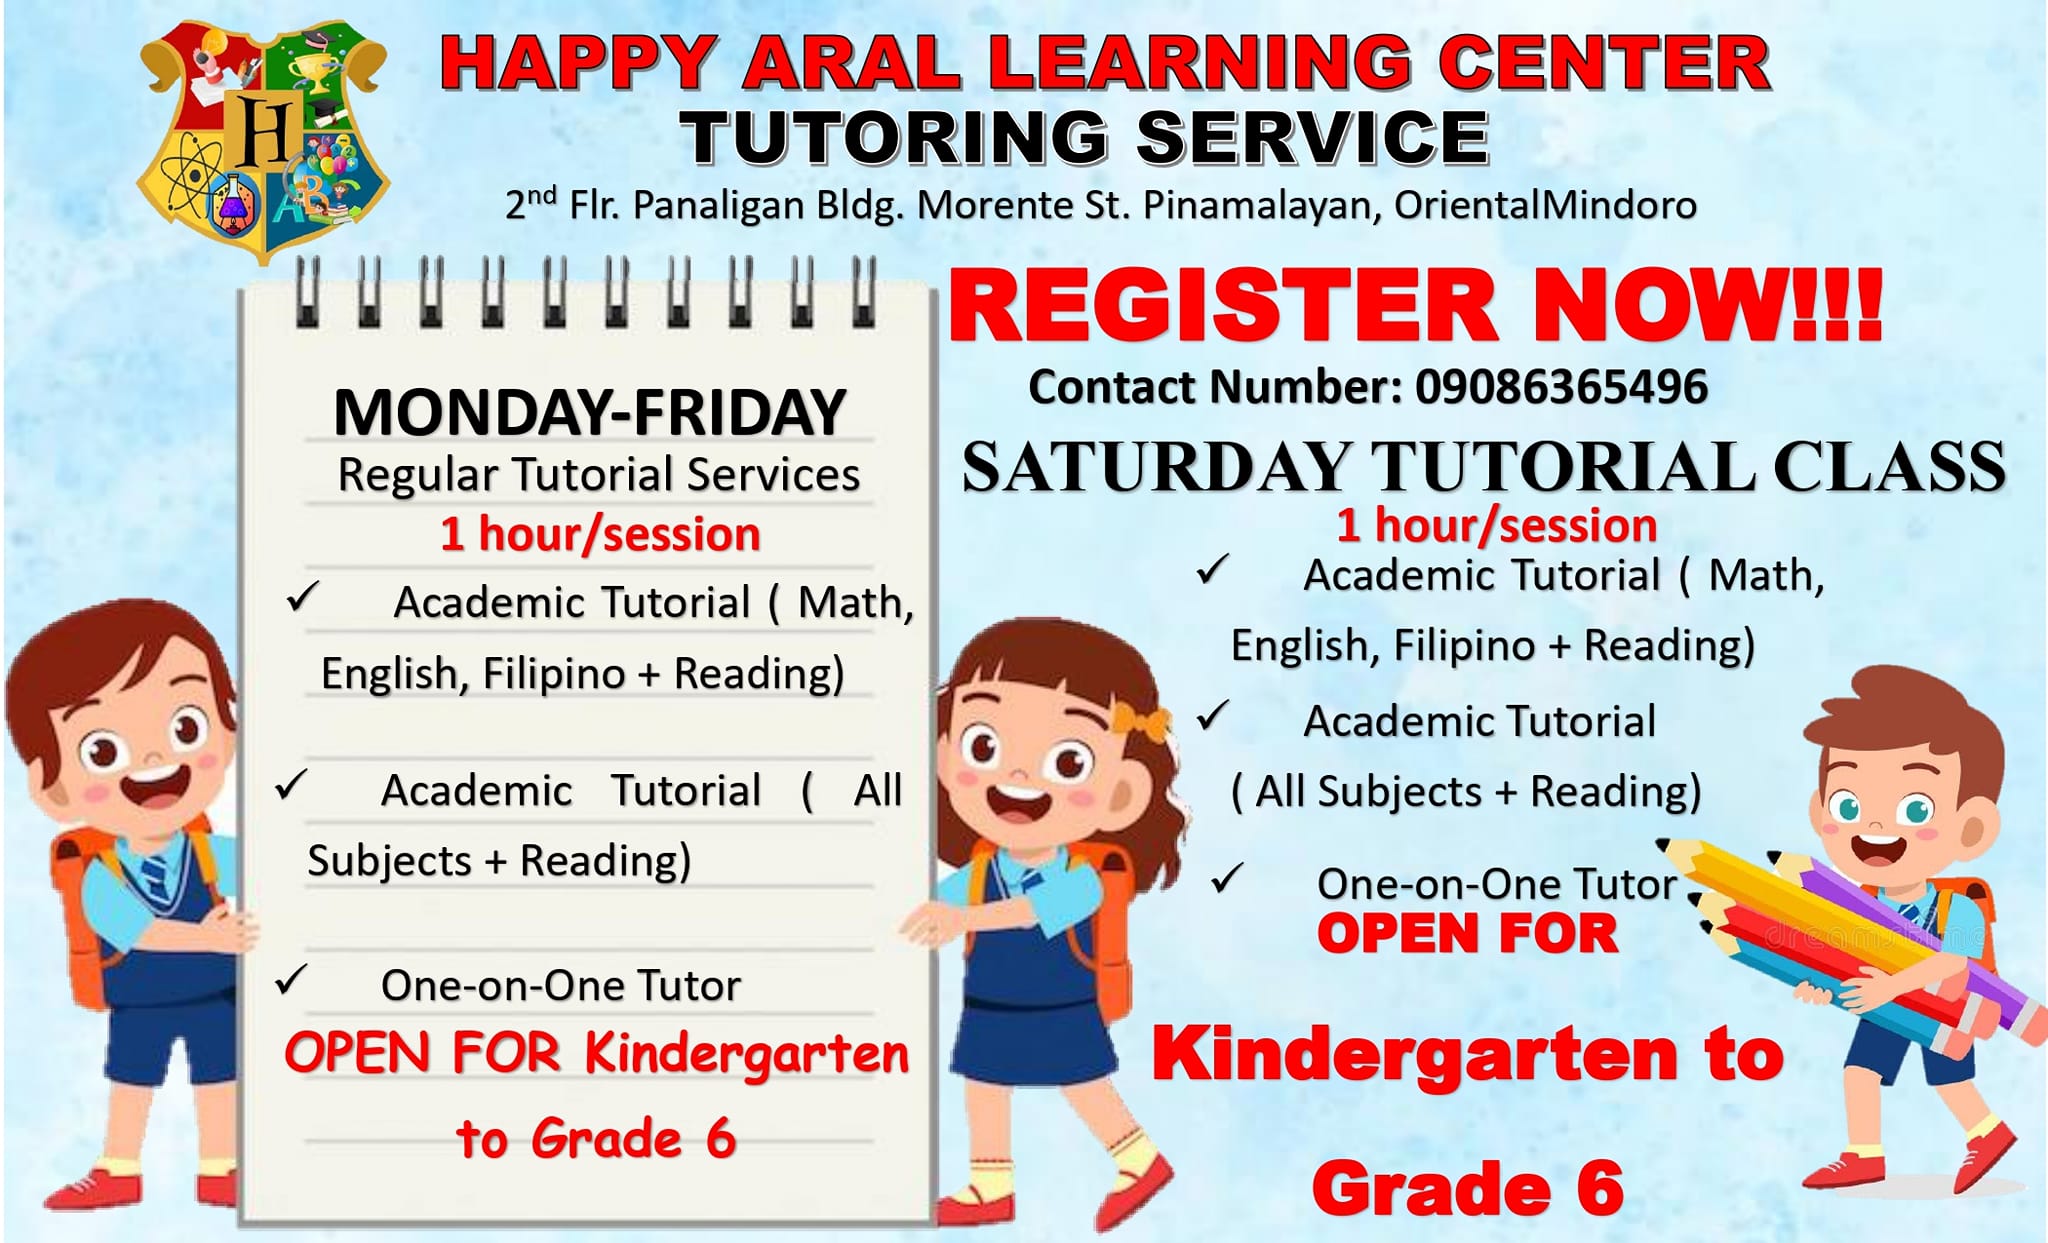 HAPPY ARAL LEARNING CENTER
TUTORING SERVICE
2nd Flr. Panaligan Bldg. Morente St. Pinamalayan, OrientalMindoro
H
MONDAY-FRIDAY
Regular Tutorial Services
1 hour/session
✓ Academic Tutorial ( Math,
English, Filipino + Reading)
✓ Academic Tutorial ( All
Subjects + Reading)
✓ One-on-One Tutor
OPEN FOR Kindergarten
to Grade 6
REGISTER NOW!!!
Contact Number: 09086365496
SATURDAY TUTORIAL CLASS
1 hour/session
✓ Academic Tutorial ( Math,
English, Filipino + Reading)
✓ Academic Tutorial
( All Subjects + Reading)
✓ One-on-One Tutor
OPEN FOR
Kindergarten to
Grade 6
dreamstime